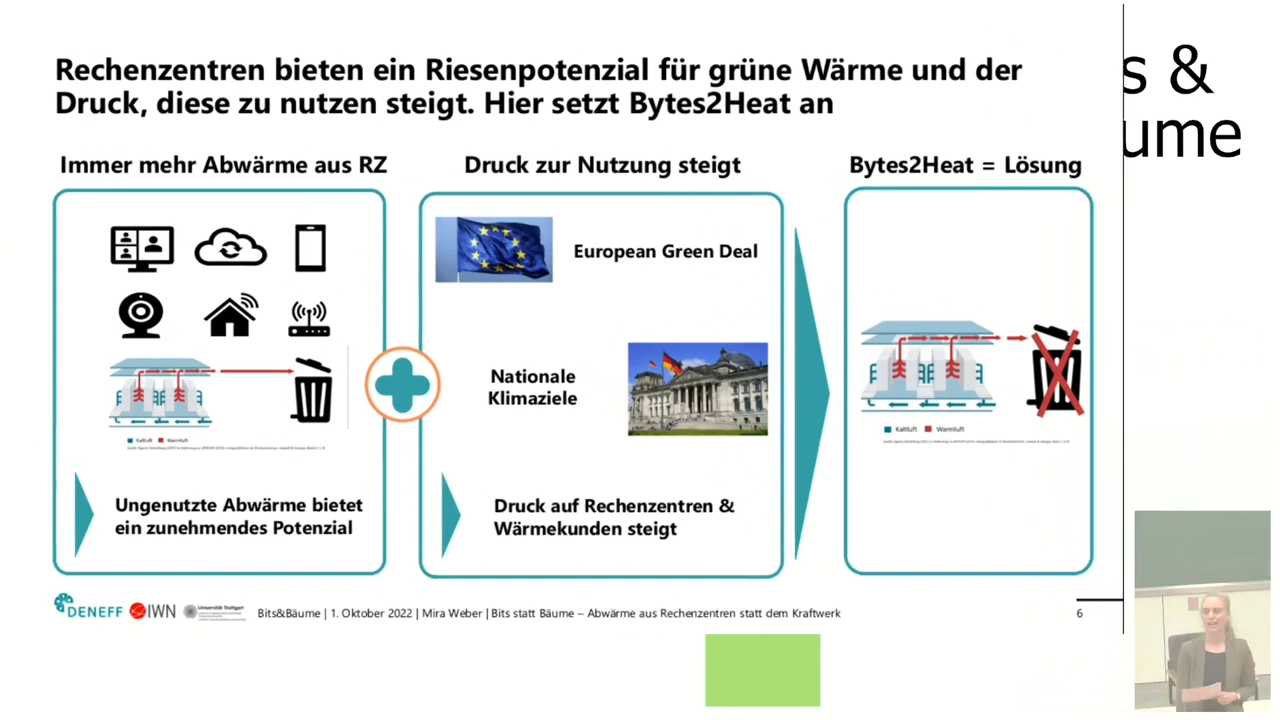 Rechenzentren bieten ein Riesenpotenzial für grüne Wärme und der
Druck, diese zu nutzen steigt. Hier setzt Bytes2Heat an
s &
ume
Immer mehr Abwärme aus RZ
Druck zur Nutzung steigt
Bytes2Heat = Lösung
European Green Deal
Nationale
Klimaziele
Kaltluft Warmluft
Kaltluft Warmluft
Ungenutzte Abwärme bietet
ein zunehmendes Potenzial
Druck auf Rechenzentren &
Wärmekunden steigt
DENEFF IWN Universität Stuttgart
Bits&Bäume | 1. Oktober 2022 | Mira Weber | Bits statt Bäume – Abwärme aus Rechenzentren statt dem Kraftwerk
6